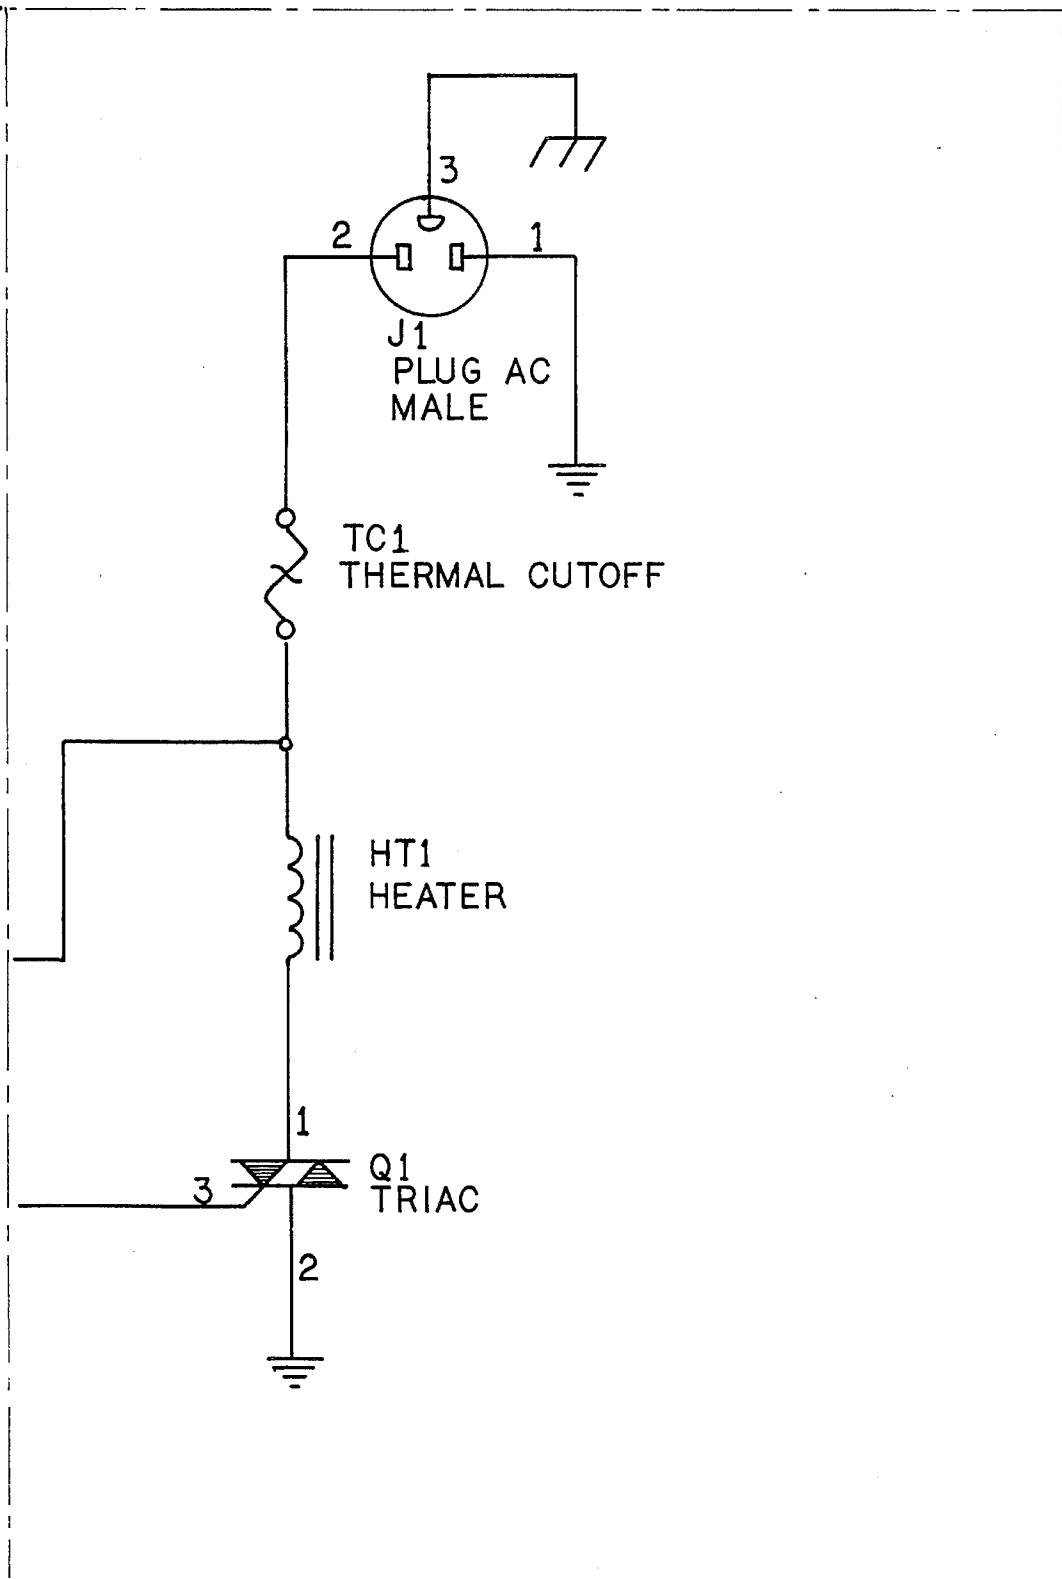 3
2
1
J1
PLUG AC
MALE
TC1
THERMAL CUTOFF
HT1
HEATER
1
Q1
3
TRIAC
2